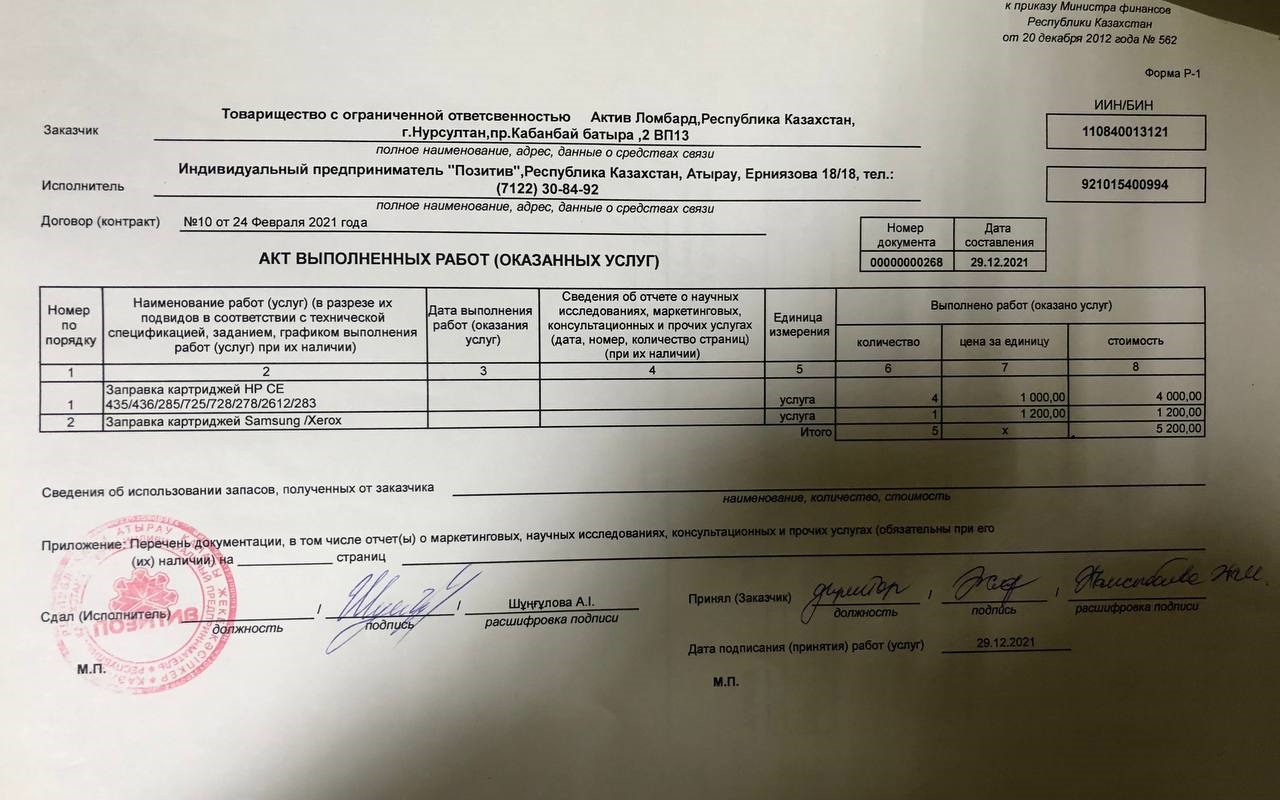 к приказу Министра финансов
Республики Казахстан
от 20 декабря 2012 года № 562
Форма Р-1
ИИН/БИН
Заказчик
Товарищество с ограниченной ответсвенностью Актив Ломбард,Республика Казахстан,
г.Нурсултан,пр.Кабанбай батыра ,2 ВП13
110840013121
полное наименование, адрес, данные о средствах связи
Исполнитель
Индивидуальный предприниматель "Позитив",Республика Казахстан, Атырау, Ерниязова 18/18, тел.:
(7122) 30-84-92
921015400994
полное наименование, адрес, данные о средствах связи
Договор (контракт) №10 от 24 Февраля 2021 года
Номер документа
Дата составления
00000000268 29.12.2021
АКТ ВЫПОЛНЕННЫХ РАБОТ (ОКАЗАННЫХ УСЛУГ)
Номер по порядку
Наименование работ (услуг) (в разрезе их подвидов в соответствии с технической спецификацией, заданием, графиком выполнения работ (услуг) при их наличии)
Дата выполнения работ (оказания услуг)
Сведения об отчете о научных исследованиях, маркетинговых, консультационных и прочих услугах (дата, номер, количество страниц) (при их наличии)
Единица измерения
Выполнено работ (оказано услуг)
количество цена за единицу стоимость
1 2 3 4 5 6 7 8
1 Заправка картриджей HP CE 435/436/285/725/728/278/2612/283 услуга 4 1 000,00 4 000,00
2 Заправка картриджей Samsung /Xerox услуга 1 1 200,00 1 200,00
Итого 5 x 5 200,00
Сведения об использовании запасов, полученных от заказчика
наименование, количество, стоимость
Приложение: Перечень документации, в том числе отчет(ы) о маркетинговых, научных исследованиях, консультационных и прочих услугах (обязательны при его
(их) наличии) на страниц
Сдал (Исполнитель) / / Шұңғұлова А.І.
должность подпись расшифровка подписи
Принял (Заказчик) директор , ,
должность подпись расшифровка подписи
Дата подписания (принятия) работ (услуг) 29.12.2021
М.П.
М.П.